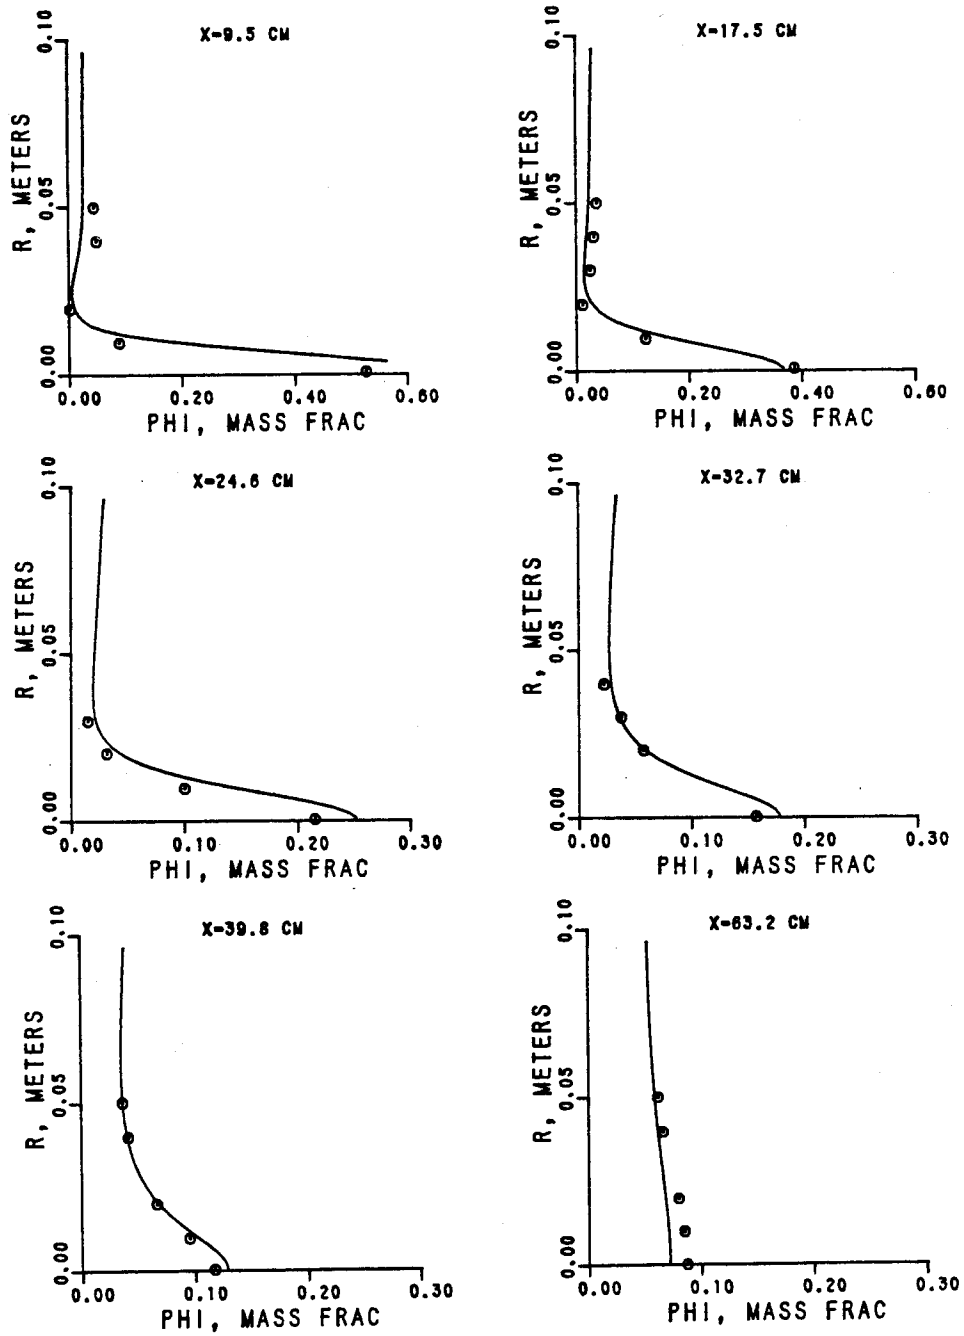 X=9.5 CM
0.10
0.05
0.00
R, METERS
0.00 0.20 0.40 0.60
PHI, MASS FRAC
X=17.5 CM
0.10
0.05
0.00
R, METERS
0.00 0.20 0.40 0.60
PHI, MASS FRAC
X=24.6 CM
0.10
0.05
0.00
R, METERS
0.00 0.10 0.20 0.30
PHI, MASS FRAC
X=32.7 CM
0.10
0.05
0.00
R, METERS
0.00 0.10 0.20 0.30
PHI, MASS FRAC
X=39.8 CM
0.10
0.05
0.00
R, METERS
0.00 0.10 0.20 0.30
PHI, MASS FRAC
X=63.2 CM
0.10
0.05
0.00
R, METERS
0.00 0.10 0.20 0.30
PHI, MASS FRAC